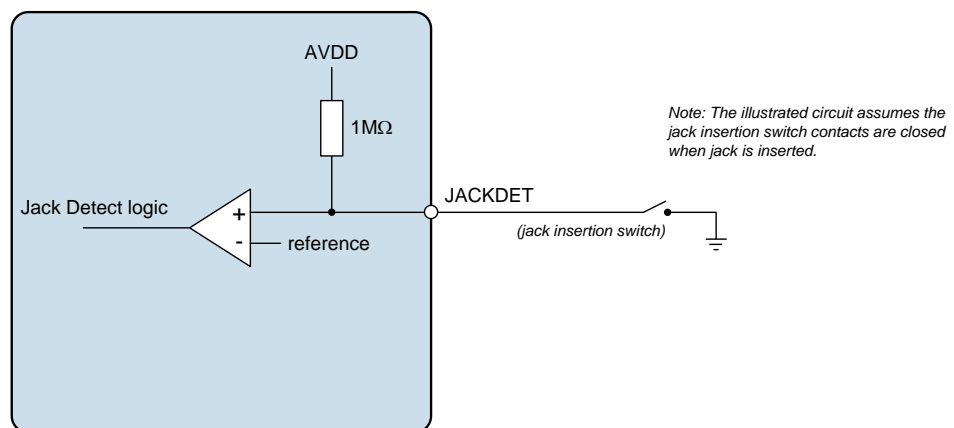 AVDD
1MΩ
Note: The illustrated circuit assumes the
jack insertion switch contacts are closed
when jack is inserted.
JACKDET
Jack Detect logic
+
-
reference
(jack insertion switch)